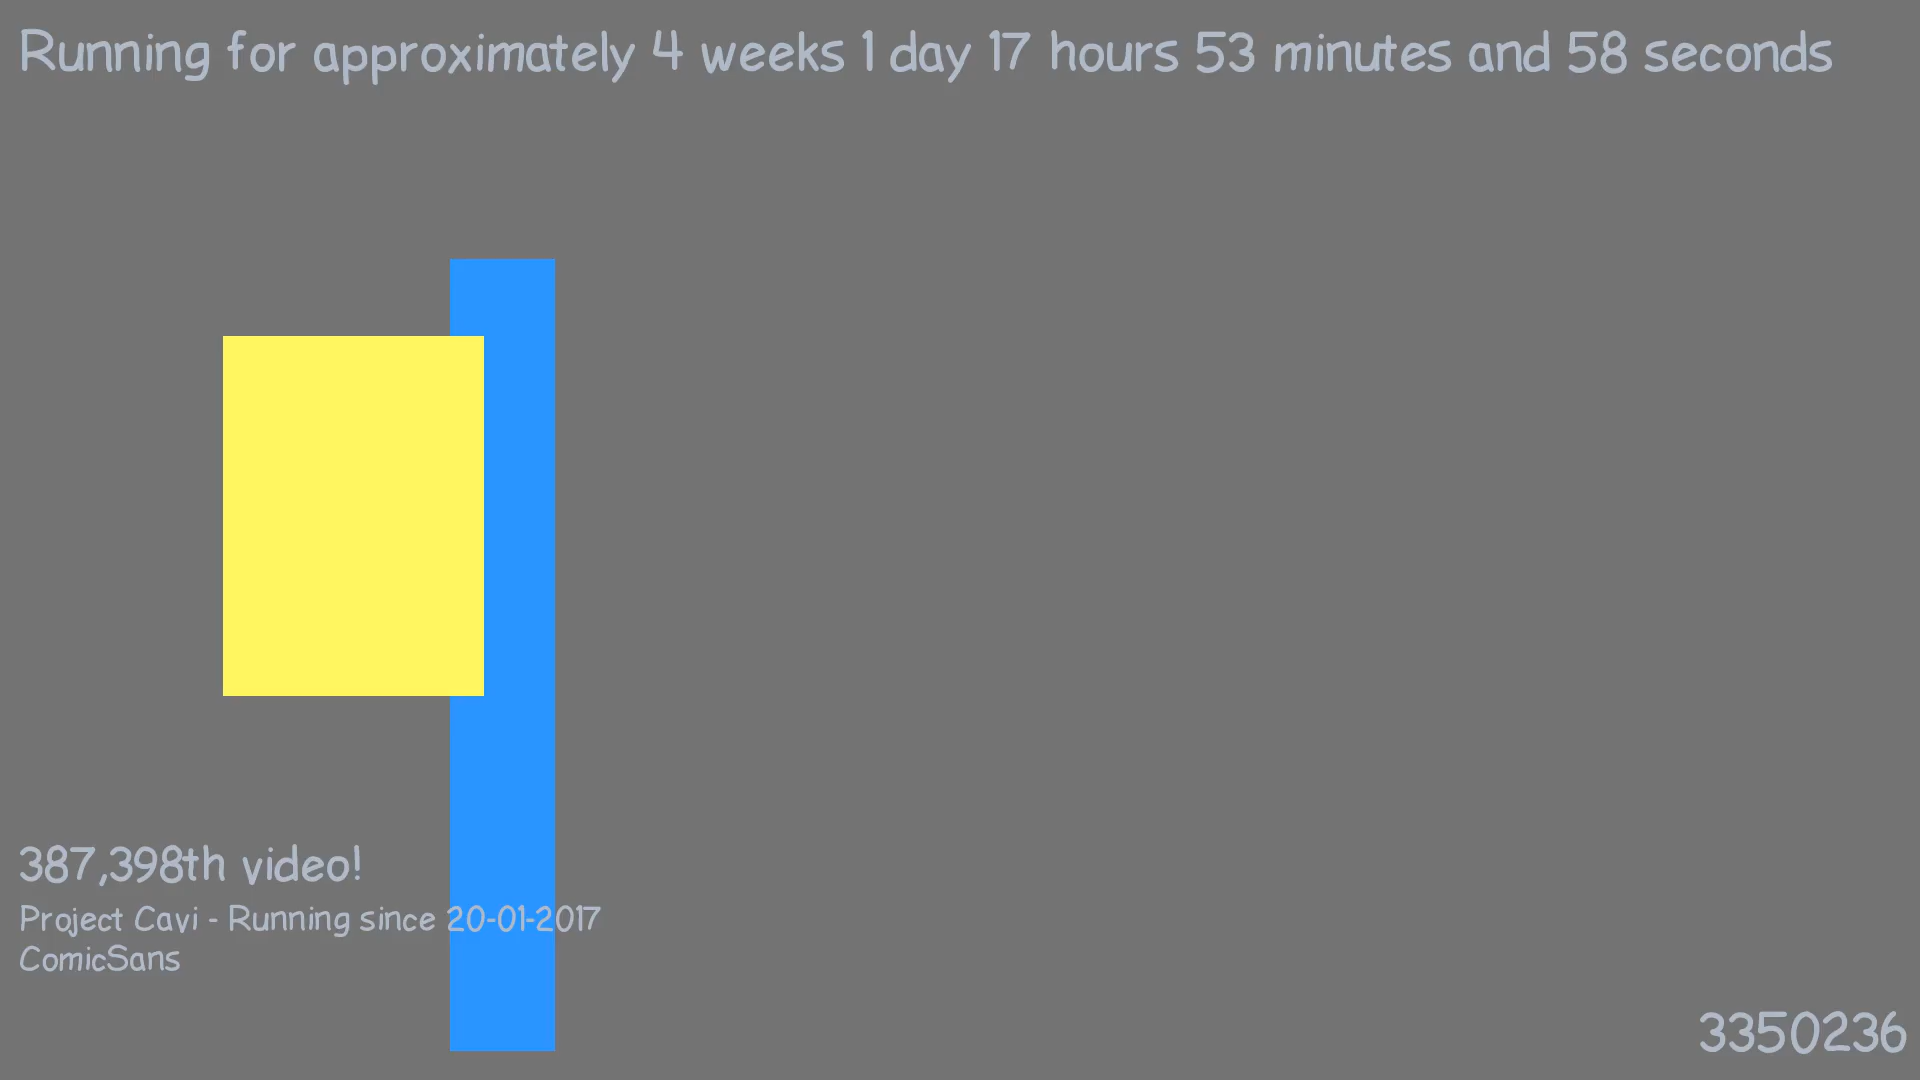 Running for approximately 4 weeks 1 day 17 hours 53 minutes and 58 seconds
387,398th video!
Project Cavi - Running since 20-01-2017
ComicSans
3350236